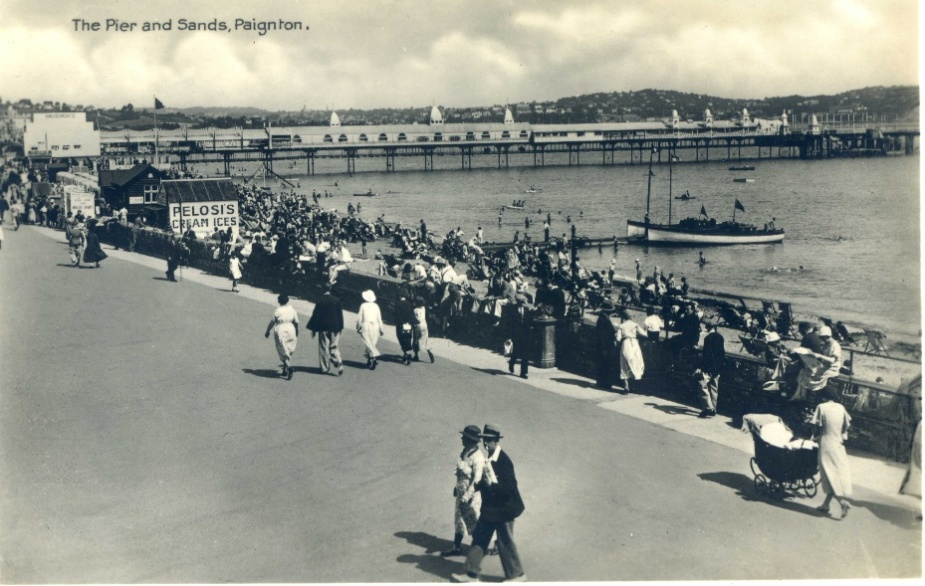 The Pier and Sands, Paignton.
PELOSI'S
CREAM ICES